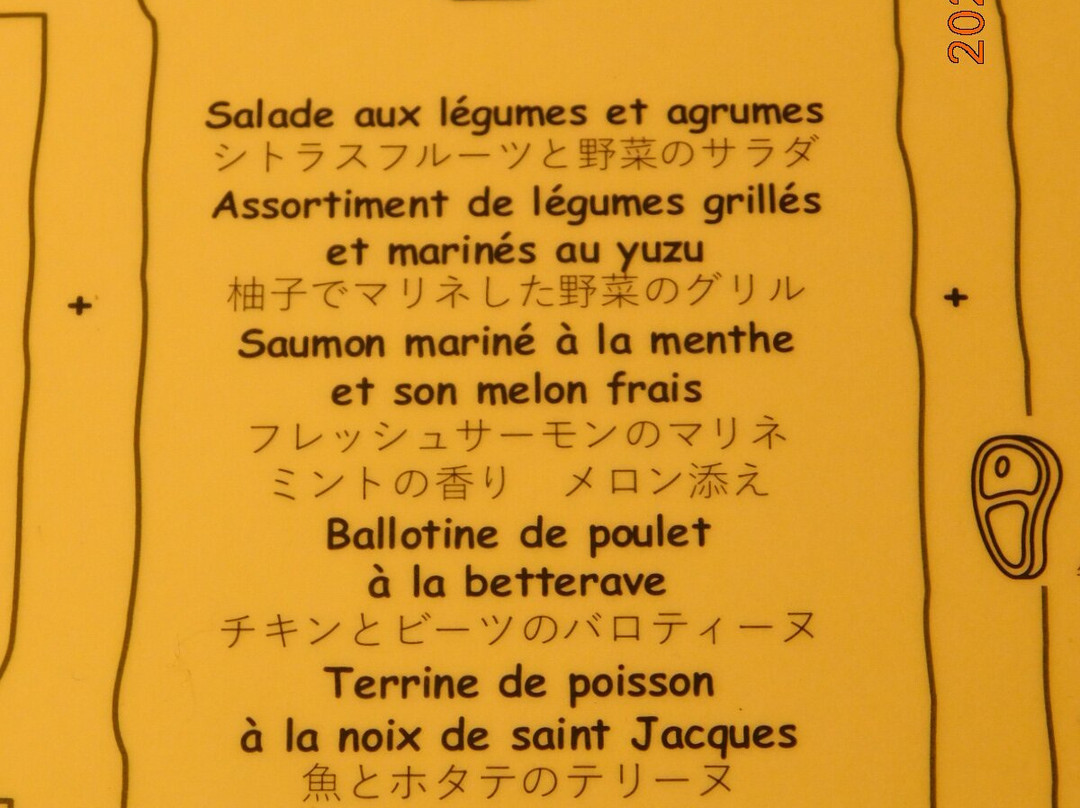 202
Salade aux légumes et agrumes
シトラスフルーツと野菜のサラダ
Assortiment de légumes grillés
et marinés au yuzu
柚子でマリネした野菜のグリル
+
+
Saumon mariné à la menthe
et son melon frais
フレッシュサーモンのマリネ
ミントの香り　メロン添え
Ballotine de poulet
à la betterave
チキンとビーツのバロティーヌ
Terrine de poisson
à la noix de saint Jacques
魚とホタテのテリーヌ